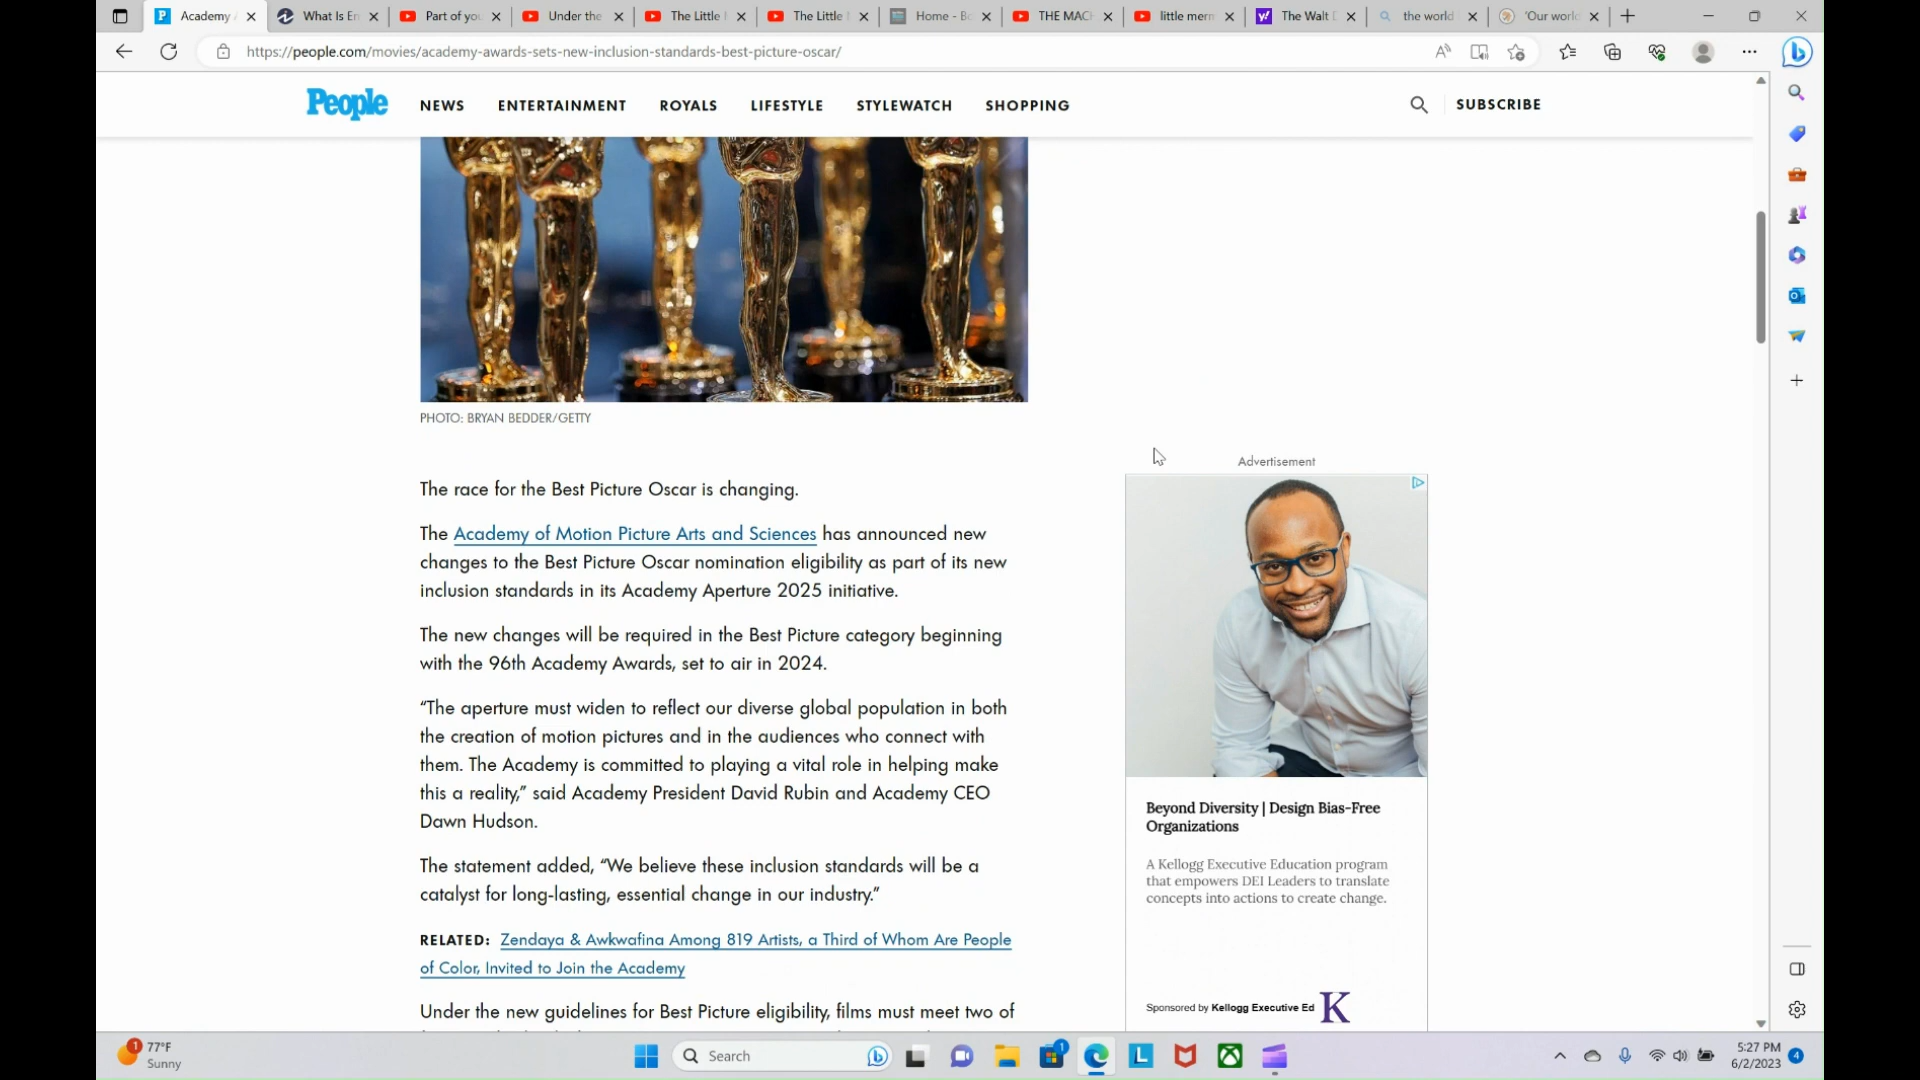 Academy
What Is En
Part of you
Under the
The Little
The Little
Home - Bo
THE MAC
little merm
The Walt D
the world
'Our world
https://people.com/movies/academy-awards-sets-new-inclusion-standards-best-picture-oscar/
People
NEWS
ENTERTAINMENT
ROYALS
LIFESTYLE
STYLEWATCH
SHOPPING
SUBSCRIBE
PHOTO: BRYAN BEDDER/GETTY
The race for the Best Picture Oscar is changing.
The Academy of Motion Picture Arts and Sciences has announced new
changes to the Best Picture Oscar nomination eligibility as part of its new
inclusion standards in its Academy Aperture 2025 initiative.
The new changes will be required in the Best Picture category beginning
with the 96th Academy Awards, set to air in 2024.
“The aperture must widen to reflect our diverse global population in both
the creation of motion pictures and in the audiences who connect with
them. The Academy is committed to playing a vital role in helping make
this a reality,” said Academy President David Rubin and Academy CEO
Dawn Hudson.
The statement added, “We believe these inclusion standards will be a
catalyst for long-lasting, essential change in our industry.”
RELATED: Zendaya & Awkwafina Among 819 Artists, a Third of Whom Are People
of Color, Invited to Join the Academy
Under the new guidelines for Best Picture eligibility, films must meet two of
Advertisement
Beyond Diversity | Design Bias-Free
Organizations
A Kellogg Executive Education program
that empowers DEI Leaders to translate
concepts into actions to create change.
Sponsored by Kellogg Executive Ed
K
1
77°F
Sunny
Search
1
L
5:27 PM
6/2/2023
4